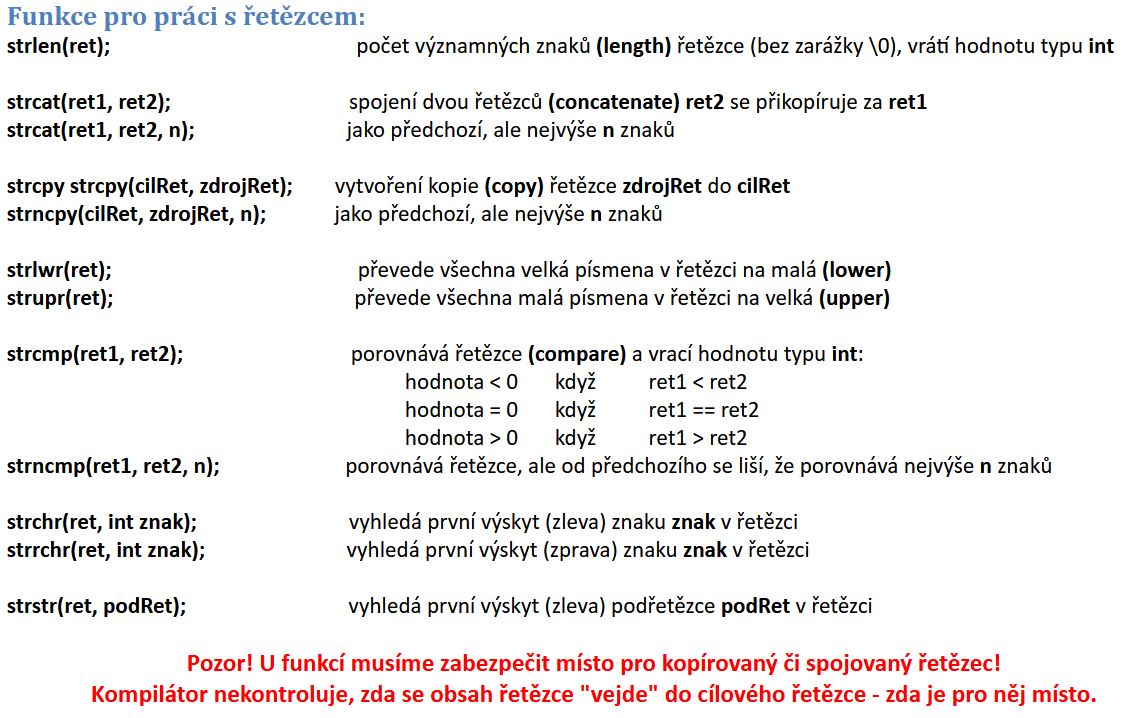 Funkce pro práci s řetězcem:
strlen(ret); počet významných znaků (length) řetězce (bez zarážky \0), vrátí hodnotu typu int
strcat(ret1, ret2); spojení dvou řetězců (concatenate) ret2 se přikopíruje za ret1
strcat(ret1, ret2, n); jako předchozí, ale nejvýše n znaků
strcpy strcpy(cilRet, zdrojRet); vytvoření kopie (copy) řetězce zdrojRet do cilRet
strncpy(cilRet, zdrojRet, n); jako předchozí, ale nejvýše n znaků
strlwr(ret); převede všechna velká písmena v řetězci na malá (lower)
strupr(ret); převede všechna malá písmena v řetězci na velká (upper)
strcmp(ret1, ret2); porovnává řetězce (compare) a vrací hodnotu typu int:
hodnota < 0 když ret1 < ret2
hodnota = 0 když ret1 == ret2
hodnota > 0 když ret1 > ret2
strncmp(ret1, ret2, n); porovnává řetězce, ale od předchozího se liší, že porovnává nejvýše n znaků
strchr(ret, int znak); vyhledá první výskyt (zleva) znaku znak v řetězci
strrchr(ret, int znak); vyhledá první výskyt (zprava) znaku znak v řetězci
strstr(ret, podRet); vyhledá první výskyt (zleva) podřetězce podRet v řetězci
Pozor! U funkcí musíme zabezpečit místo pro kopírovaný či spojovaný řetězec!
Kompilátor nekontroluje, zda se obsah řetězce "vejde" do cílového řetězce - zda je pro něj místo.